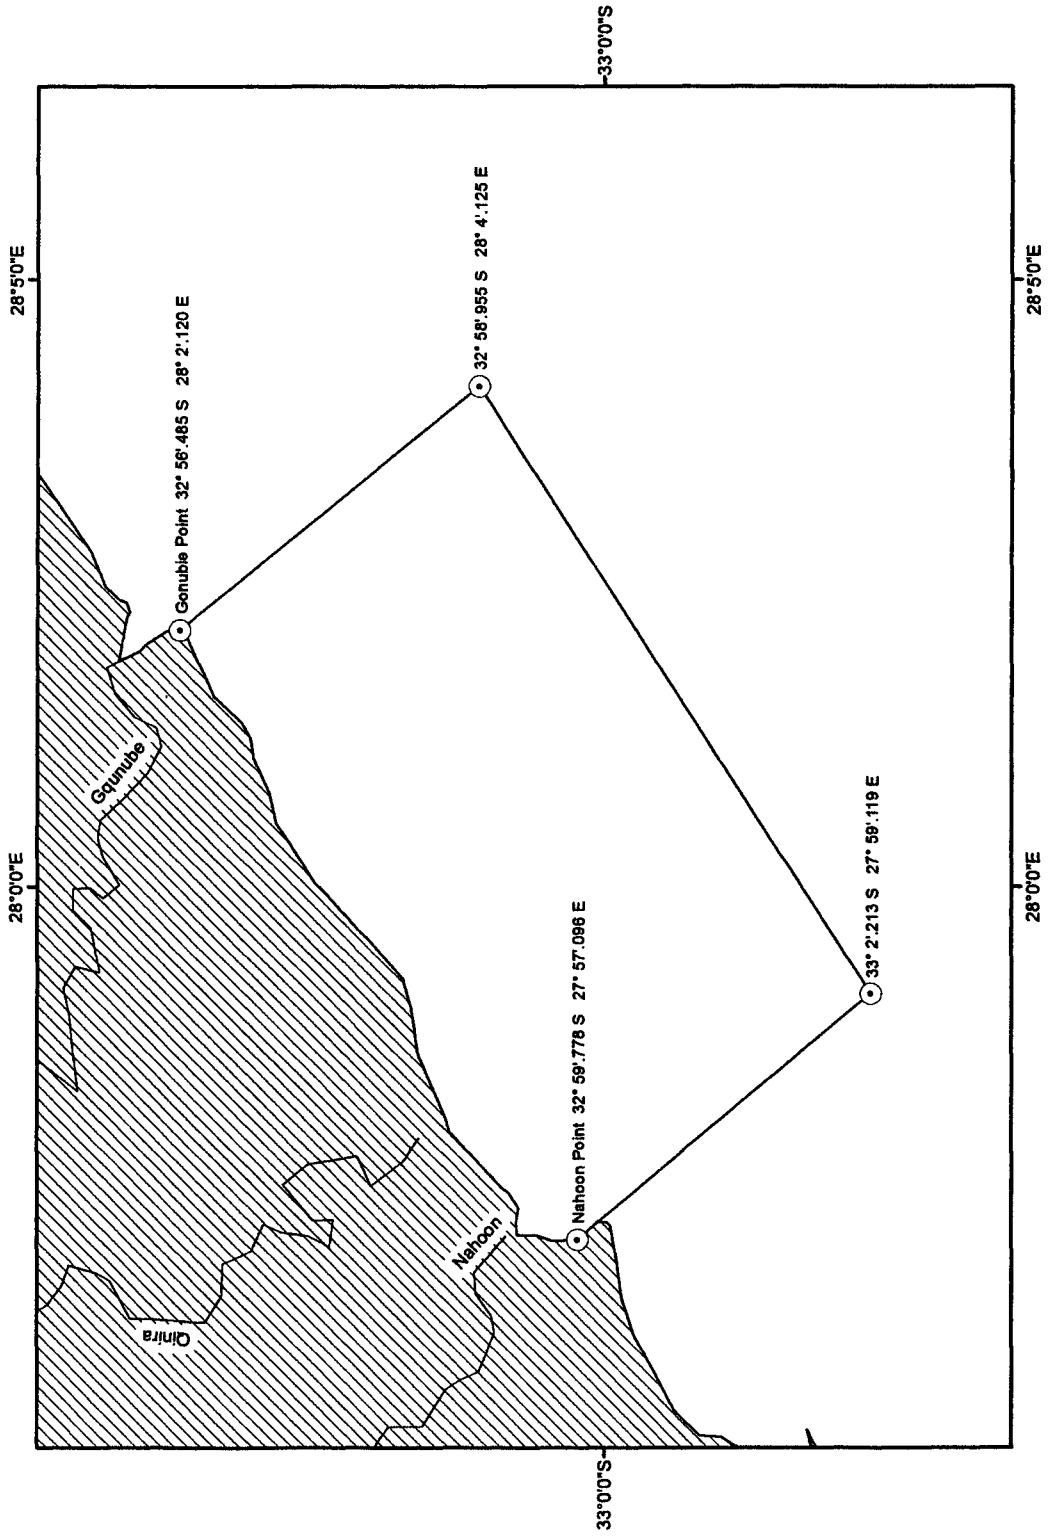 28°0'0"E
28°5'0"E
Gqunube
Gonubie Point 32° 56'.485 S 28° 2'.120 E
Qinira
32° 58'.955 S 28° 4'.125 E
Nahoon
Nahoon Point 32° 59'.778 S 27° 57'.096 E
33°0'0"S
33°0'0"S
33° 2'.213 S 27° 59'.119 E
28°0'0"E
28°5'0"E